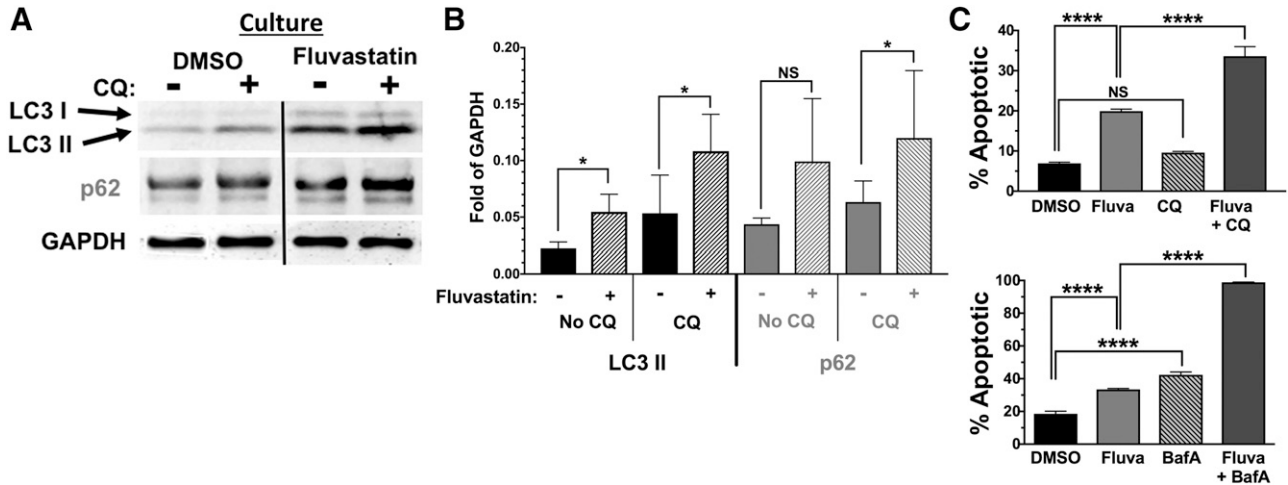 A
Culture
DMSO Fluvastatin
CQ: - + - +
LC3 I
LC3 II
p62
GAPDH
B
Fold of GAPDH
0.20
0.15
0.10
0.05
0.00
* * NS *
Fluvastatin: - + - + - + - +
No CQ CQ No CQ CQ
LC3 II p62
C
% Apoptotic
40
30
20
10
0
**** ****
NS
DMSO Fluva CQ Fluva
+ CQ
% Apoptotic
100
80
60
40
20
0
****
****
****
DMSO Fluva BafA Fluva
+ BafA